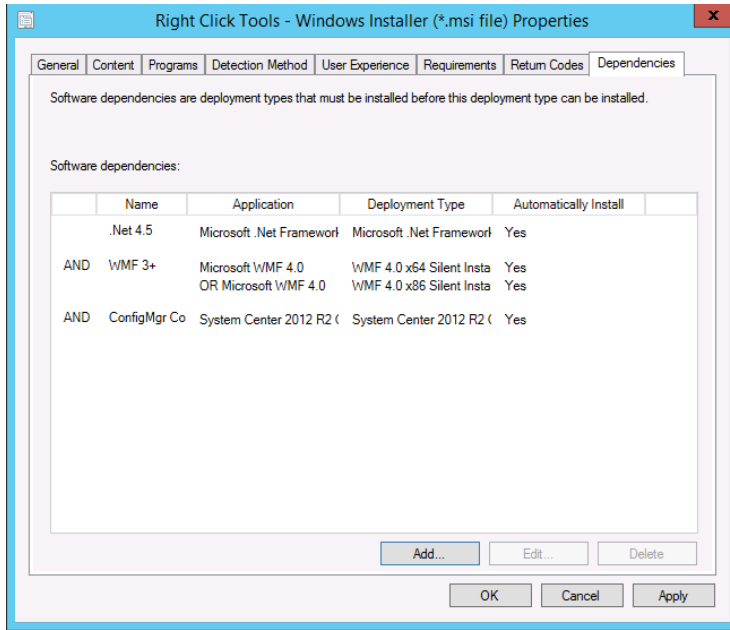 Right Click Tools - Windows Installer (*.msi file) Properties
x
General Content Programs Detection Method User Experience Requirements Return Codes Dependencies
Software dependencies are deployment types that must be installed before this deployment type can be installed.
Software dependencies:
Name Application Deployment Type Automatically Install
.Net 4.5 Microsoft .Net Framework Microsoft .Net Framework Yes
AND WMF 3+ Microsoft WMF 4.0 WMF 4.0 x64 Silent Insta Yes
OR Microsoft WMF 4.0 WMF 4.0 x86 Silent Insta Yes
AND ConfigMgr Co System Center 2012 R2 ( System Center 2012 R2 ( Yes
Add... Edit... Delete
OK Cancel Apply